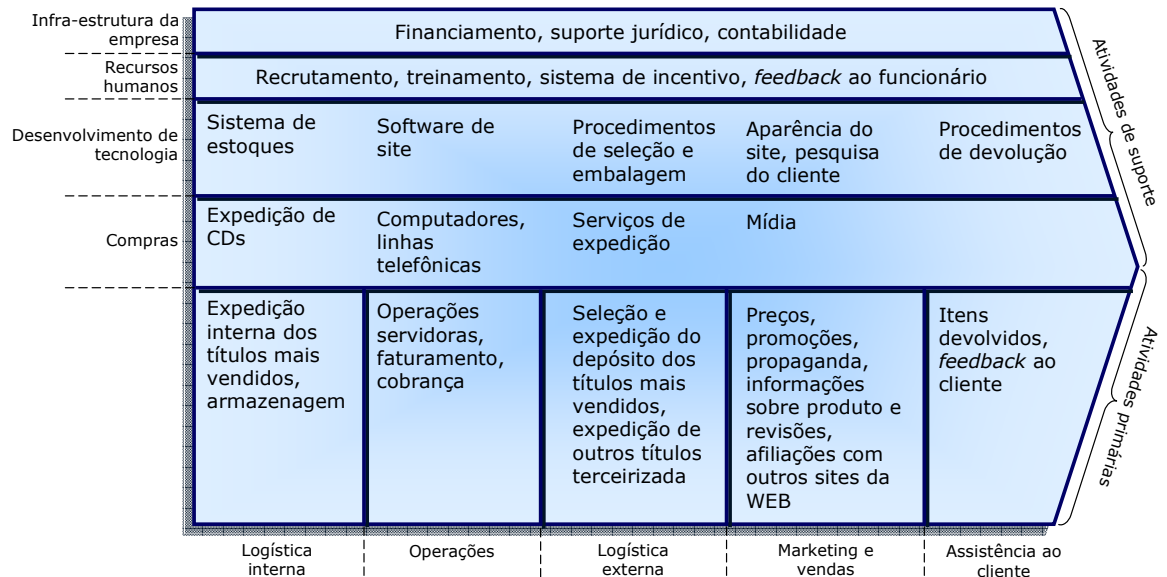 Infra-estrutura da
empresa
Financiamento, suporte jurídico, contabilidade
Recursos
humanos
Recrutamento, treinamento, sistema de incentivo, feedback ao funcionário
Desenvolvimento de
tecnologia
Sistema de
estoques
Software de
site
Procedimentos
de seleção e
embalagem
Aparência do
site, pesquisa
do cliente
Procedimentos
de devolução
Atividades de suporte
Compras
Expedição de
CDs
Computadores,
linhas
telefônicas
Serviços de
expedição
Mídia
Expedição
interna dos
títulos mais
vendidos,
armazenagem
Operações
servidoras,
faturamento,
cobrança
Seleção e
expedição do
depósito dos
títulos mais
vendidos,
expedição de
outros títulos
terceirizada
Preços,
promoções,
propaganda,
informações
sobre produto e
revisões,
afiliações com
outros sites da
WEB
Itens
devolvidos,
feedback ao
cliente
Atividades primárias
Logística
interna
Operações
Logística
externa
Marketing e
vendas
Assistência ao
cliente